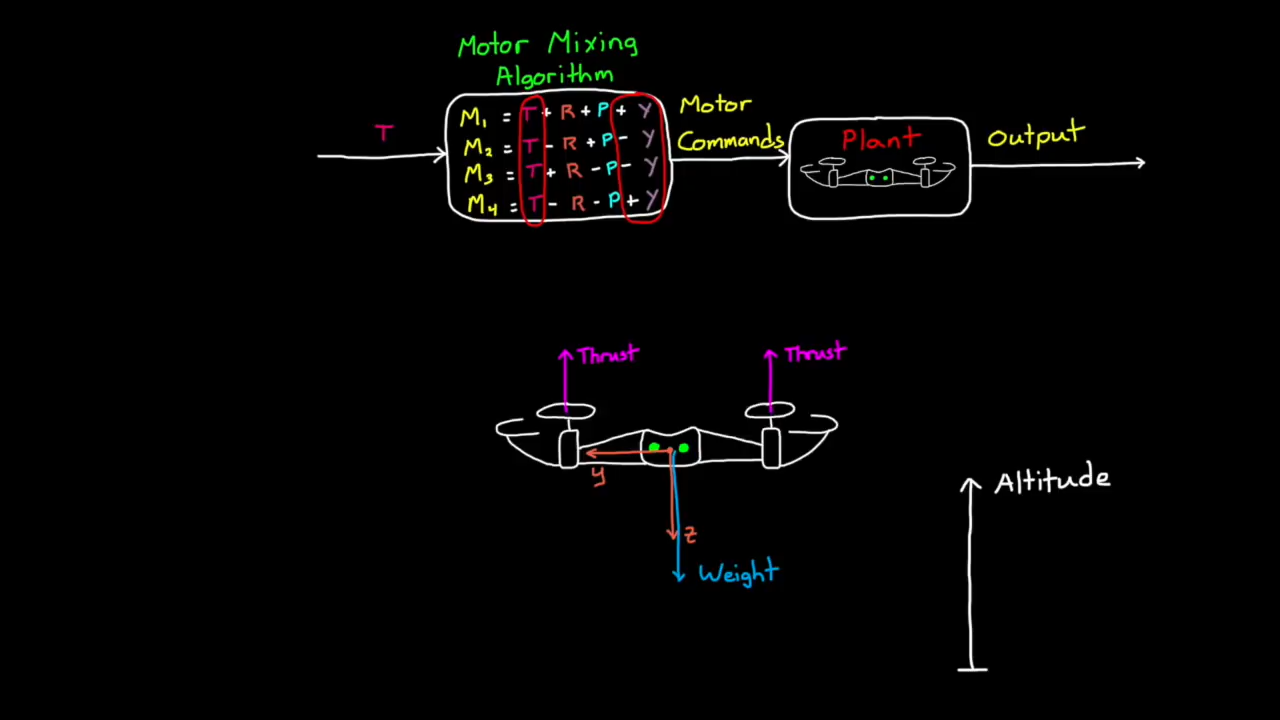 Motor Mixing
Algorithm
T
M₁ = T + R + P + Y
M₂ = T - R + P - Y
M₃ = T + R - P - Y
M₄ = T - R - P + Y
Motor
Commands
Plant
Output
Thrust
Thrust
y
z
Weight
Altitude